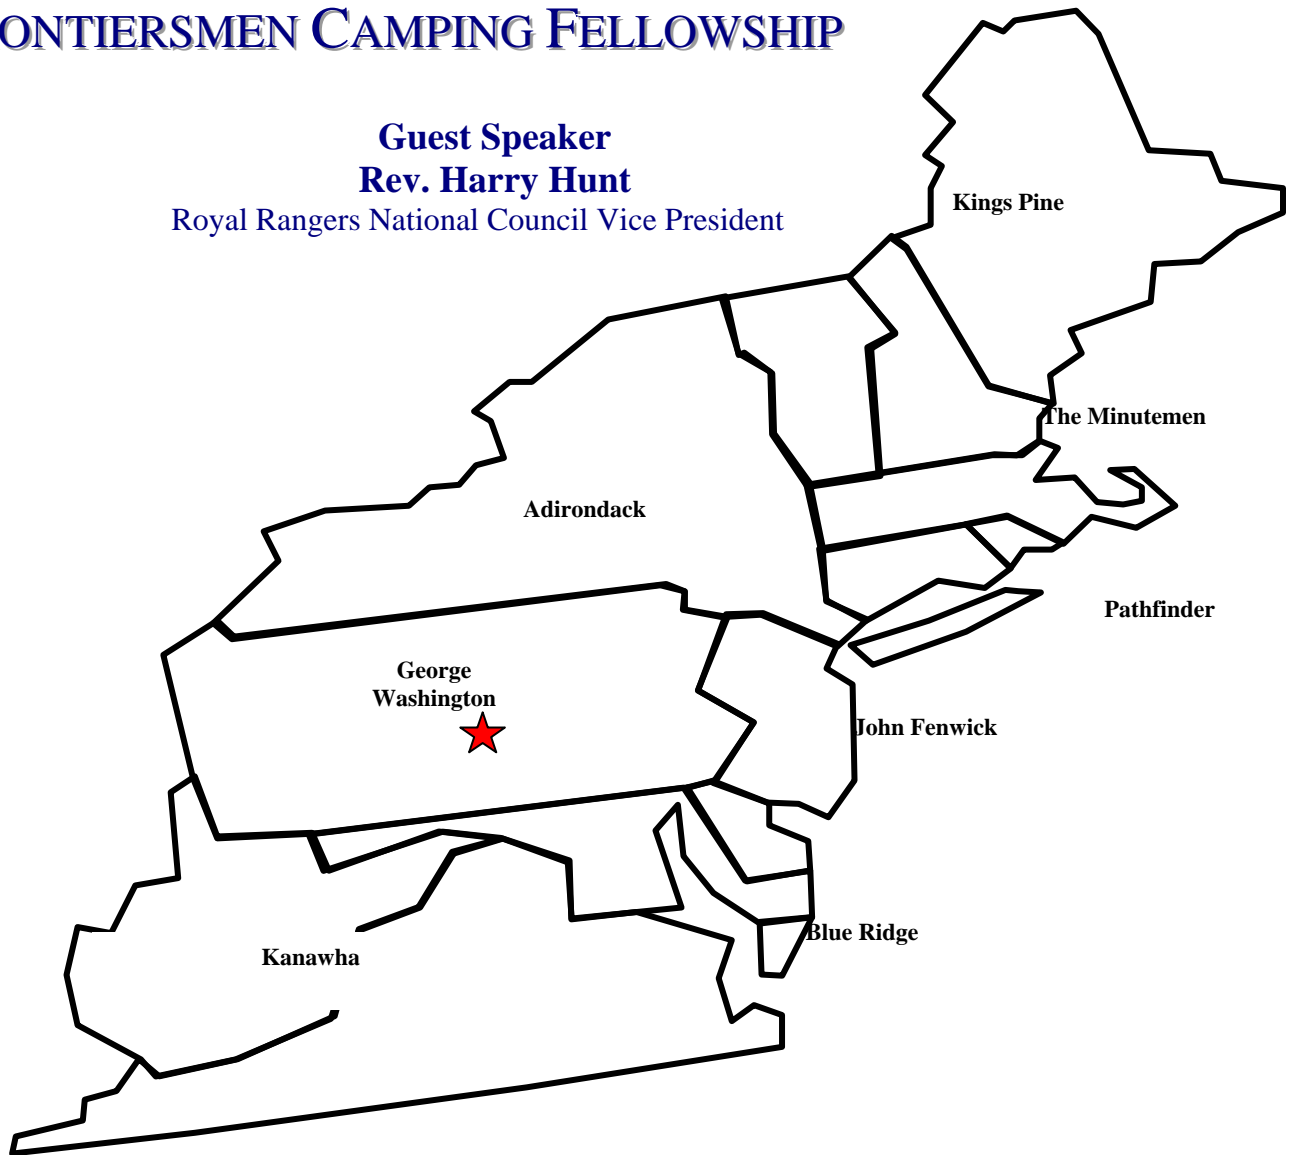 ONTIERSMEN CAMPING FELLOWSHIP
Guest Speaker
Rev. Harry Hunt
Royal Rangers National Council Vice President
Kings Pine
The Minutemen
Adirondack
Pathfinder
George
Washington
John Fenwick
Blue Ridge
Kanawha